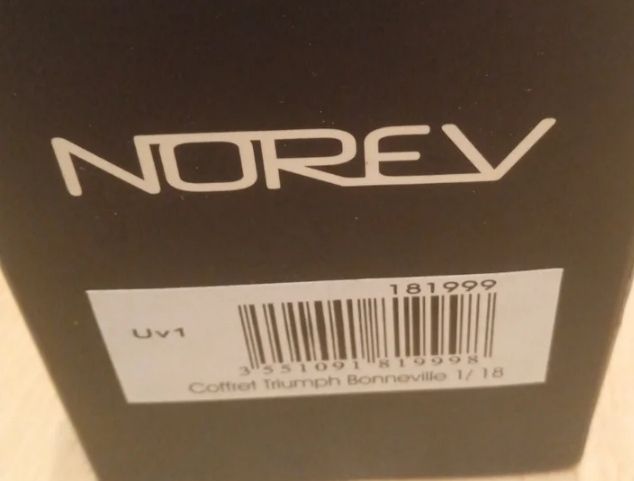 NOREV
181999
Uv1
3 551091 819998
Coffret Triumph Bonneville 1/18